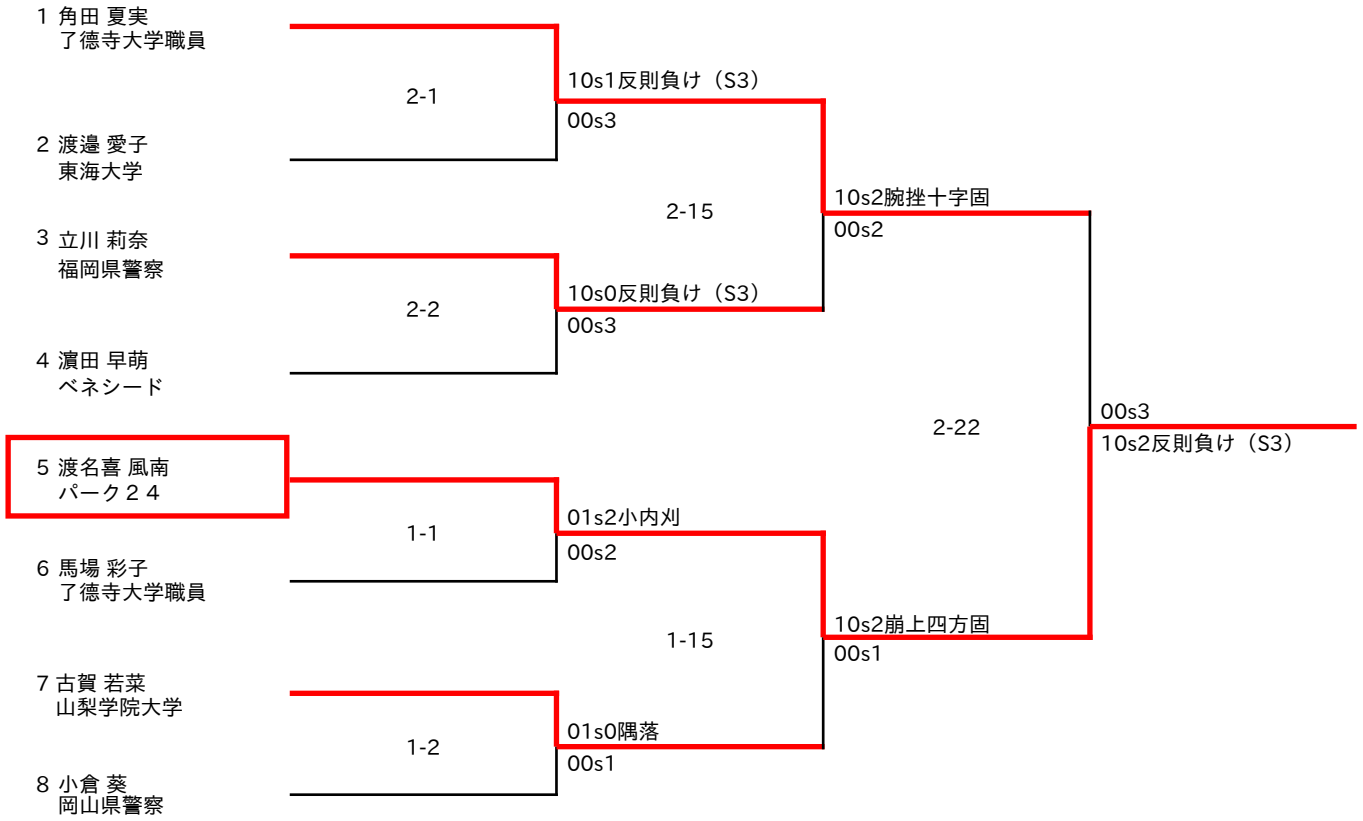 1 角田 夏実
了德寺大学職員
10s1反則負け（S3）
2-1
00s3
2 渡邉 愛子
東海大学
10s2腕挫十字固
2-15
00s2
3 立川 莉奈
福岡県警察
10s0反則負け（S3）
2-2
00s3
4 濵田 早萌
ベネシード
00s3
2-22
10s2反則負け（S3）
5 渡名喜 風南
パーク２４
01s2小内刈
1-1
00s2
6 馬場 彩子
了德寺大学職員
10s2崩上四方固
1-15
00s1
7 古賀 若菜
山梨学院大学
01s0隅落
1-2
00s1
8 小倉 葵
岡山県警察